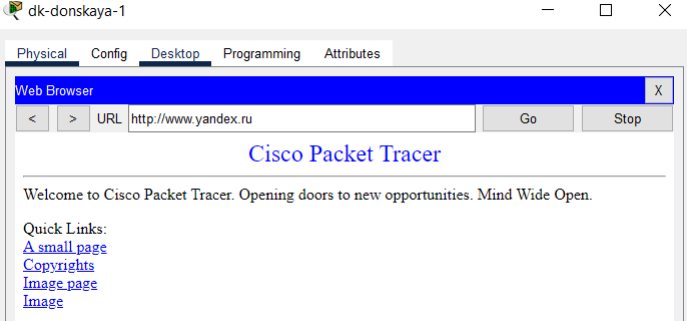 dk-donskaya-1
Physical Config Desktop Programming Attributes
Web Browser X
< > URL http://www.yandex.ru Go Stop
Cisco Packet Tracer
Welcome to Cisco Packet Tracer. Opening doors to new opportunities. Mind Wide Open.
Quick Links:
A small page
Copyrights
Image page
Image